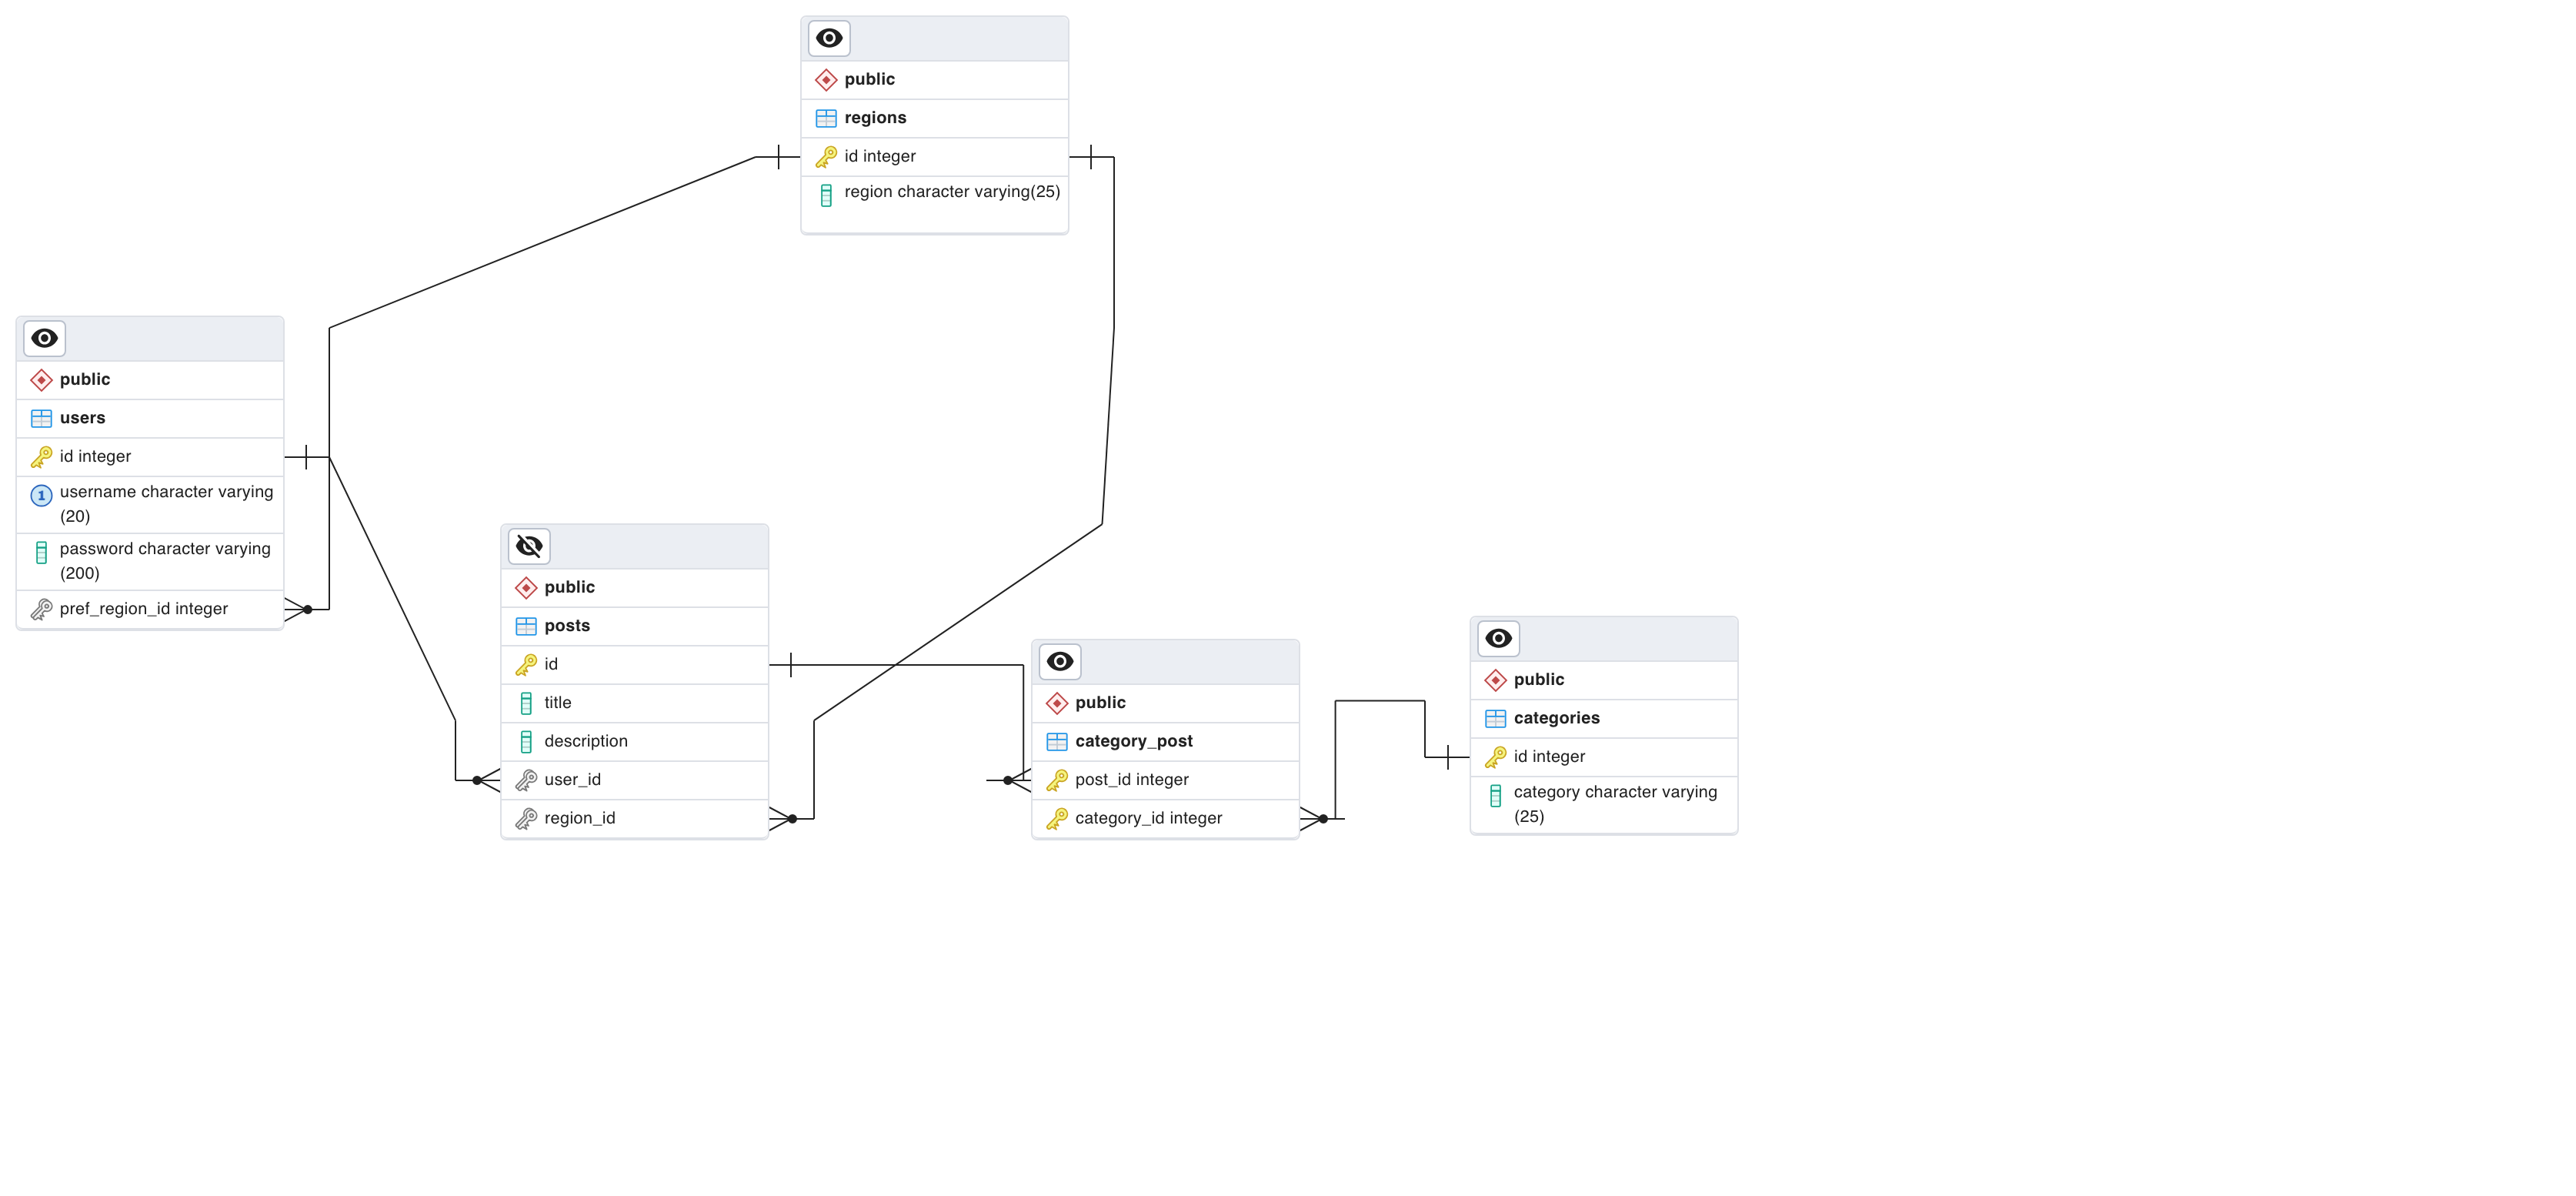 public
regions
id integer
region character varying(25)
public
users
id integer
1
username character varying
(20)
password character varying
(200)
pref_region_id integer
public
posts
id
title
description
user_id
region_id
public
category_post
post_id integer
category_id integer
public
categories
id integer
category character varying
(25)